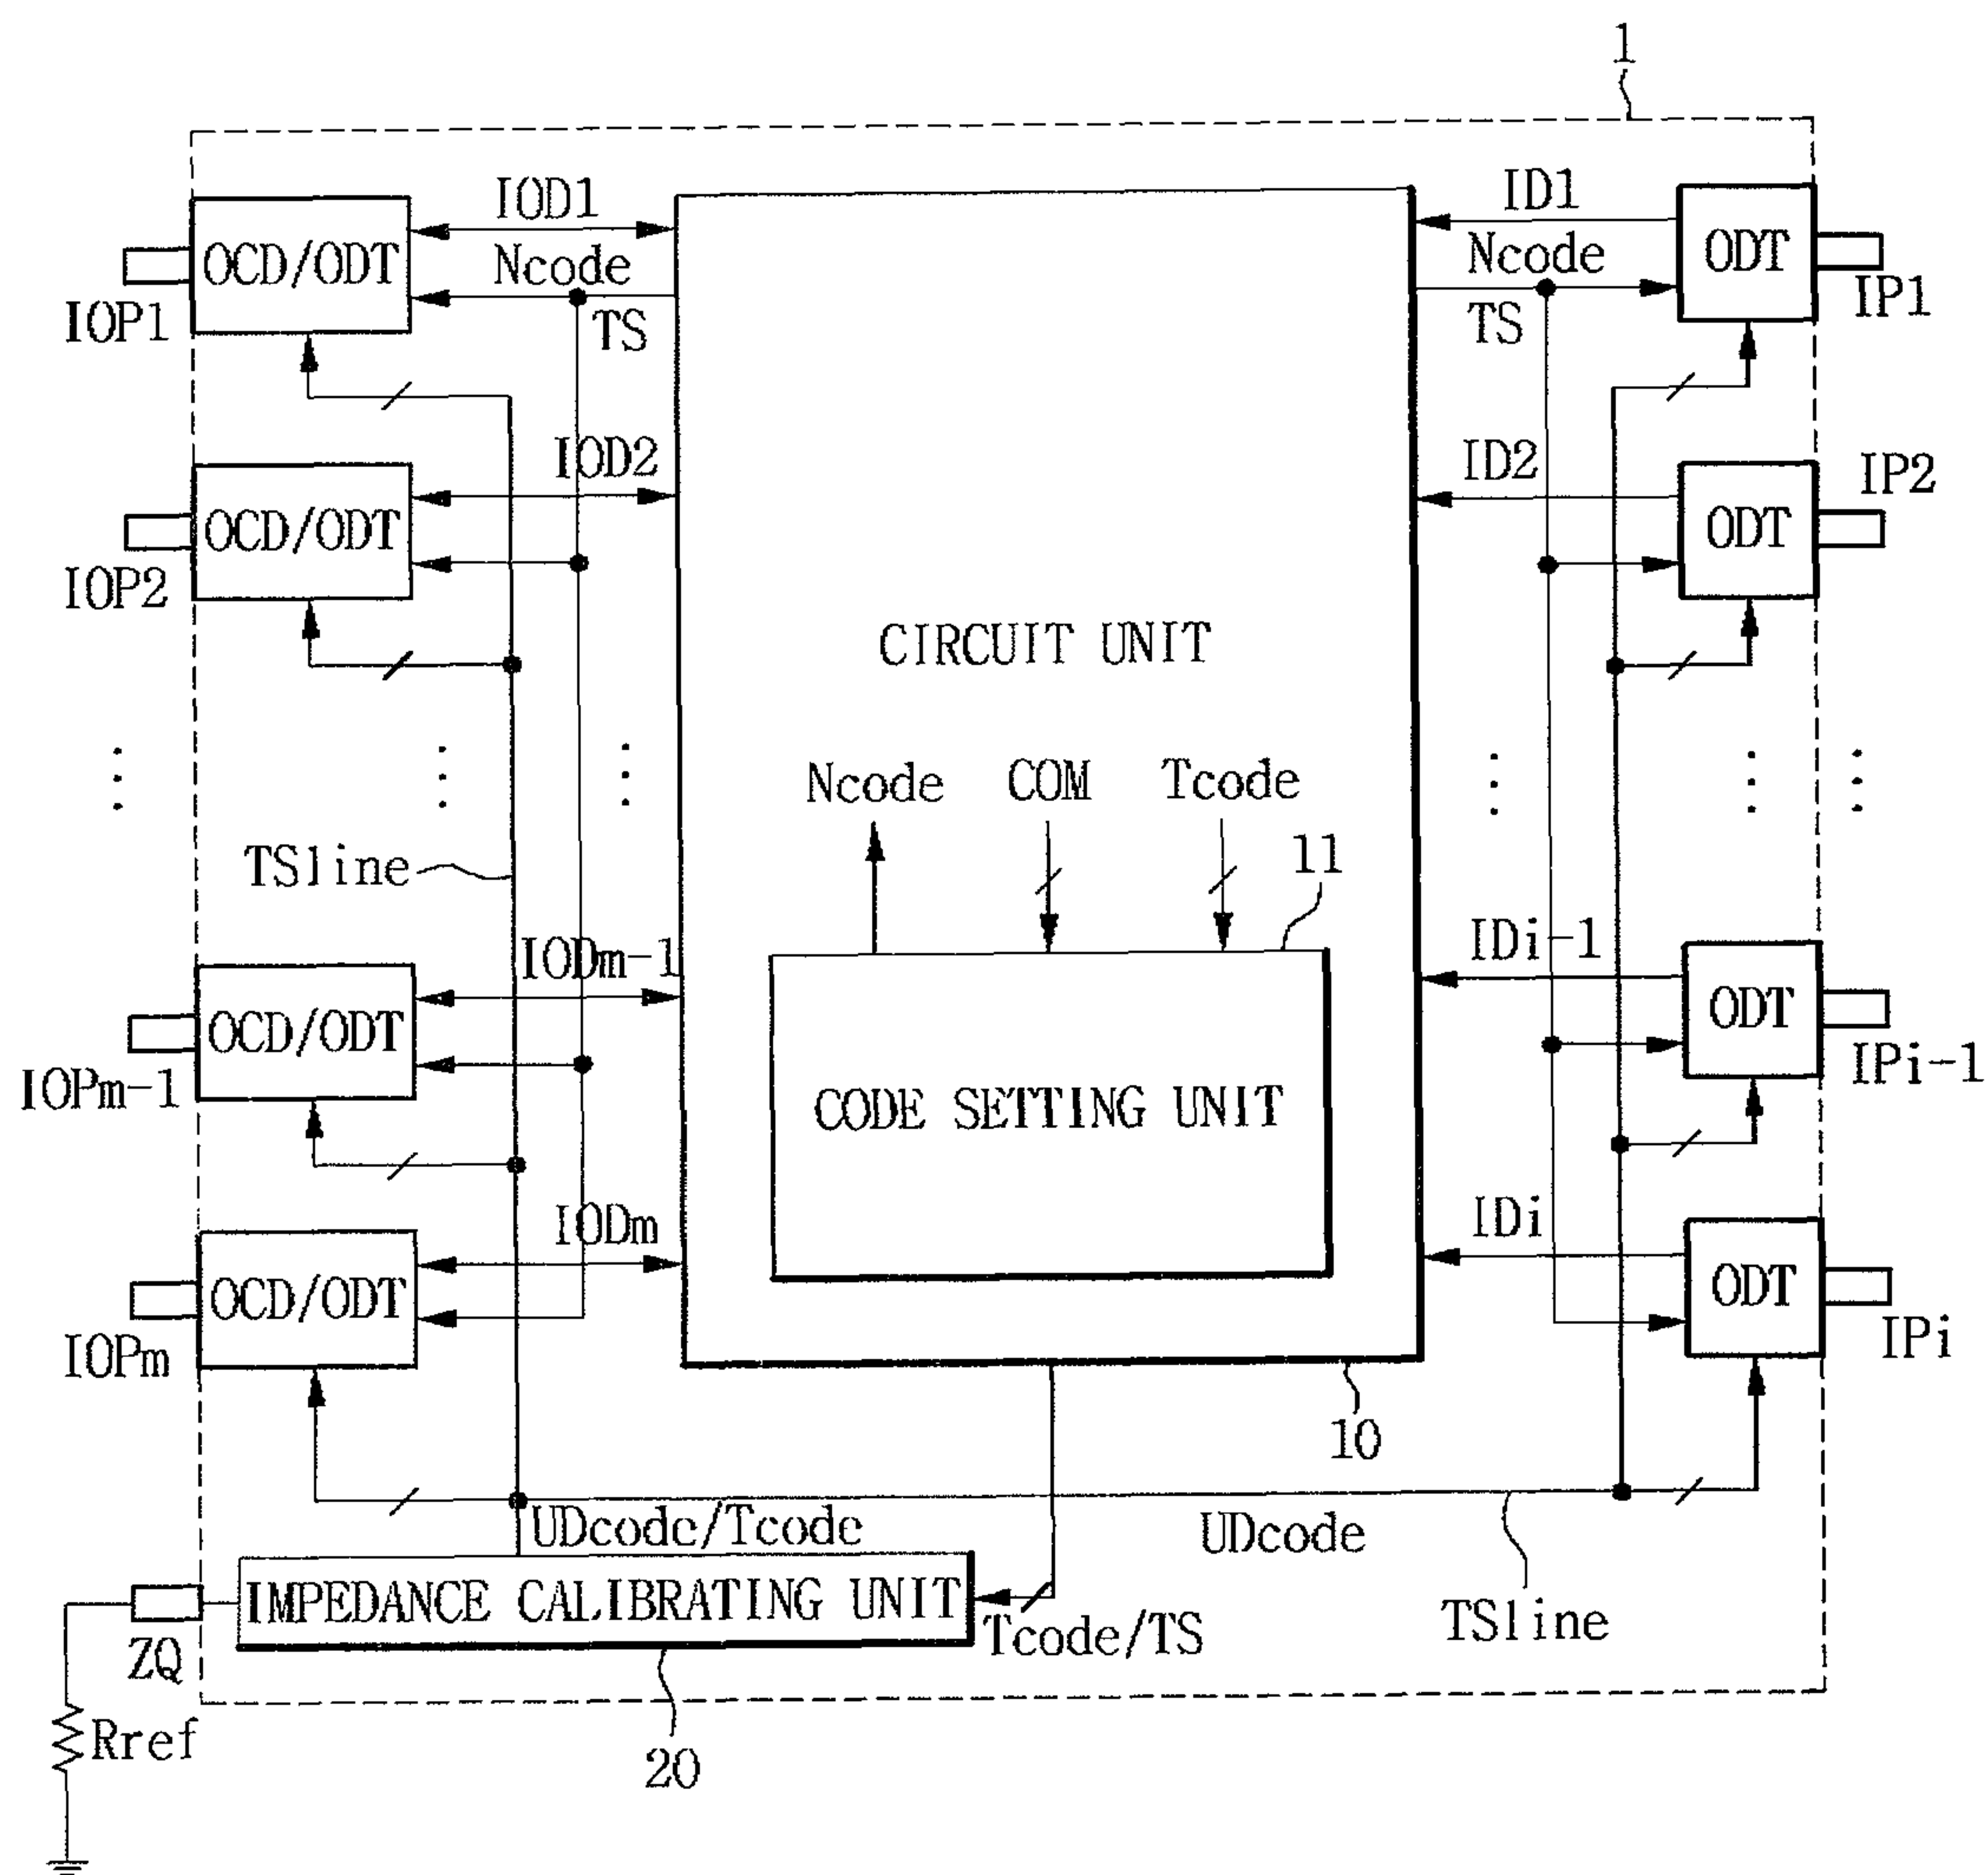 1
IOD1
ID1
OCD/ODT
Ncode
Ncode
ODT
IOP1
TS
TS
IP1
IOD2
ID2
IP2
OCD/ODT
ODT
IOP2
CIRCUIT UNIT
Ncode
COM
Tcode
TSline
11
IODm-1
IDi-1
OCD/ODT
ODT
IOPm-1
IPi-1
CODE SETTING UNIT
IODm
IDi
OCD/ODT
ODT
IOPm
IPi
10
UDcode/Tcode
UDcode
IMPEDANCE CALIBRATING UNIT
TSline
ZQ
Tcode/TS
Rref
20